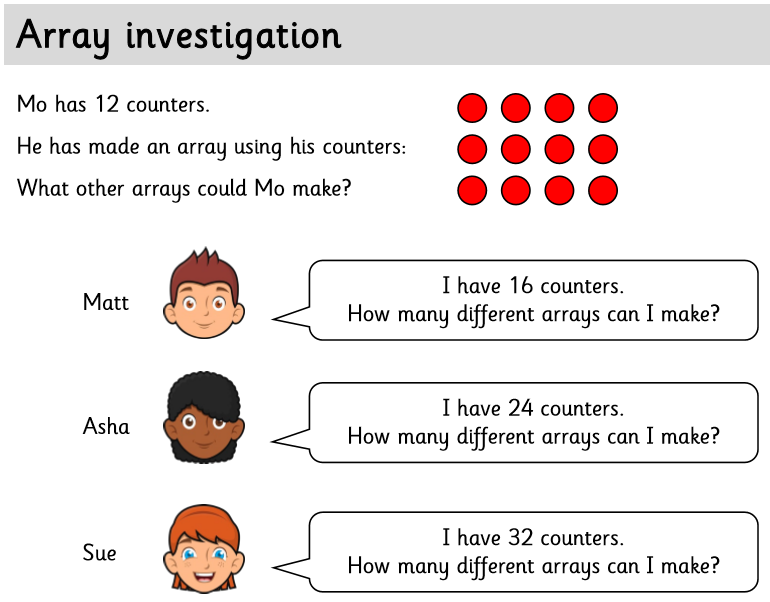 Array investigation
Mo has 12 counters.
He has made an array using his counters:
What other arrays could Mo make?
Matt
I have 16 counters.
How many different arrays can I make?
Asha
I have 24 counters.
How many different arrays can I make?
Sue
I have 32 counters.
How many different arrays can I make?